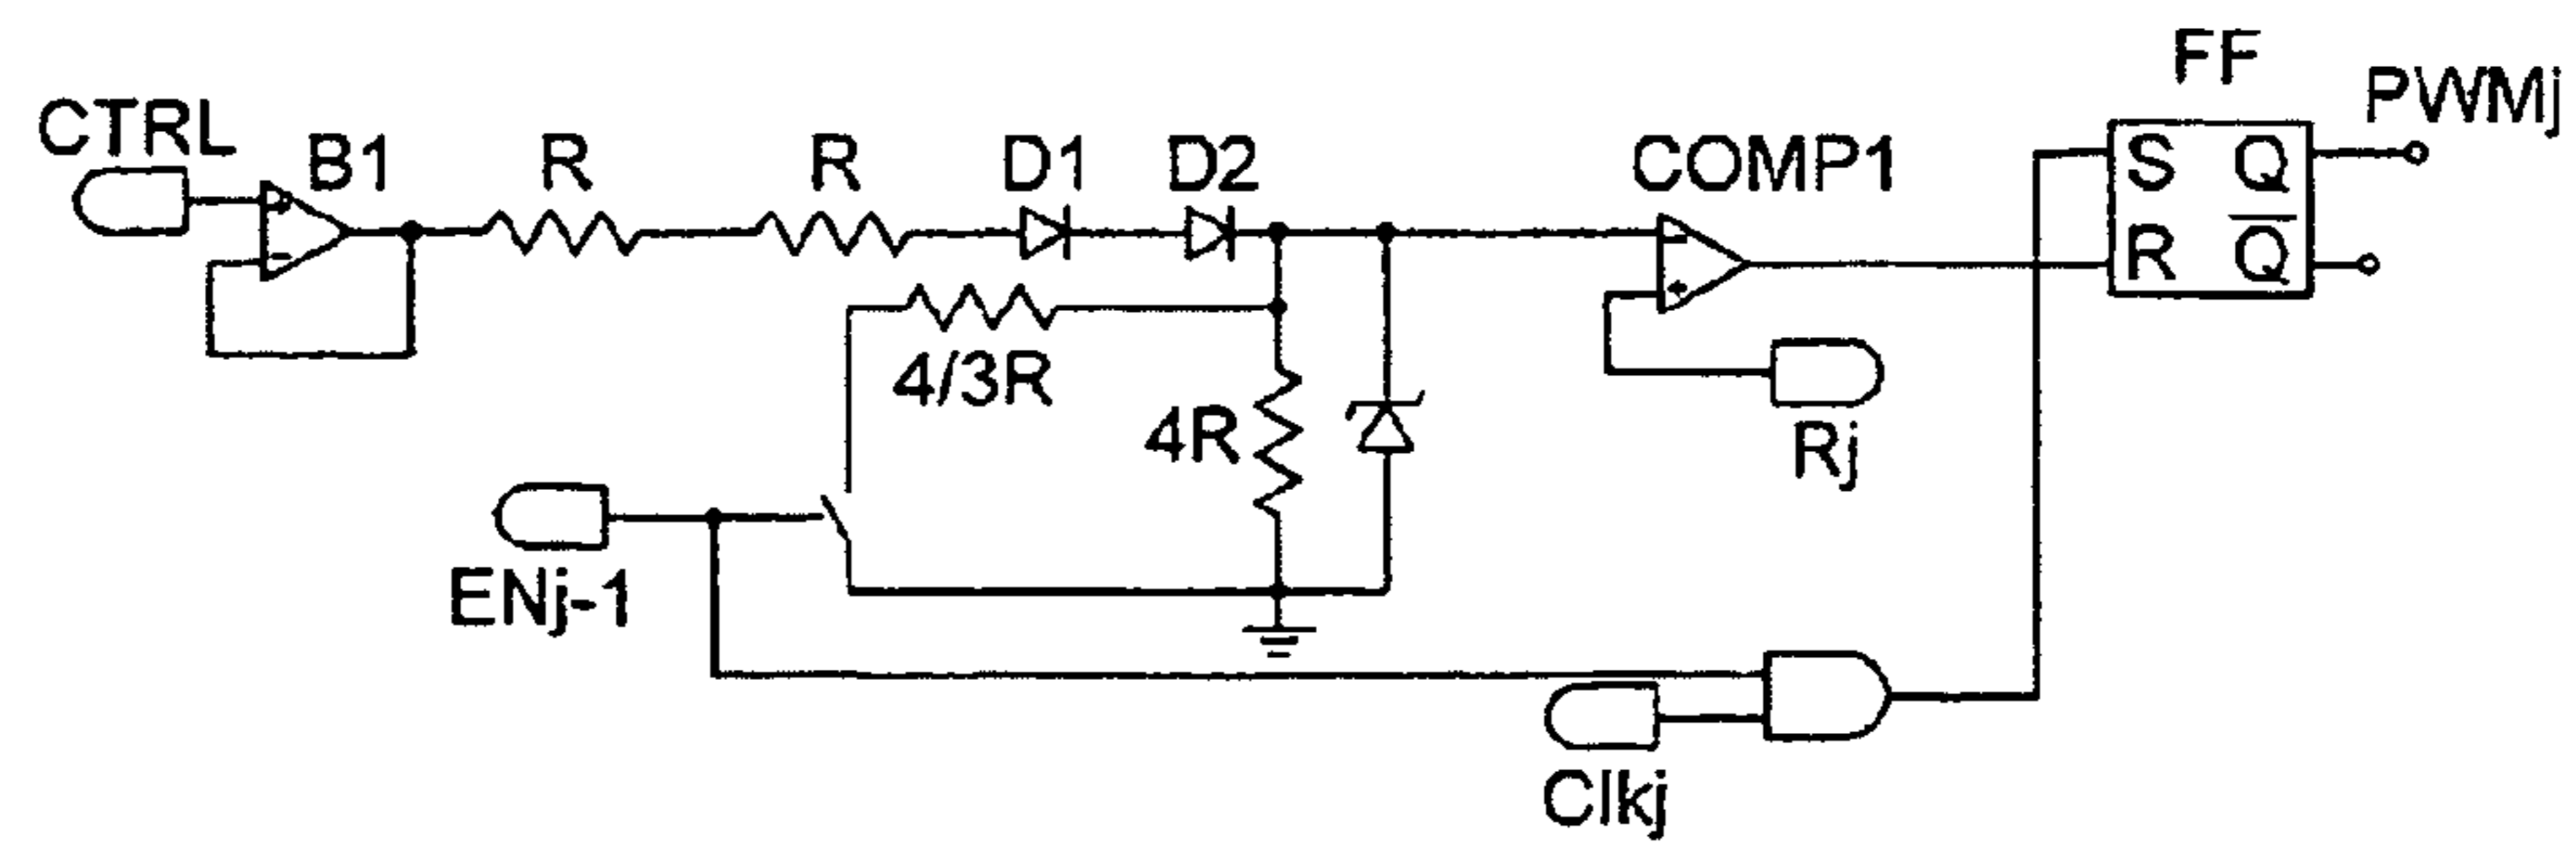 FF
CTRL
B1
R
R
D1
D2
COMP1
PWMj
S
Q
R
Q
4/3R
4R
Rj
ENj-1
Clkj
-
-
+